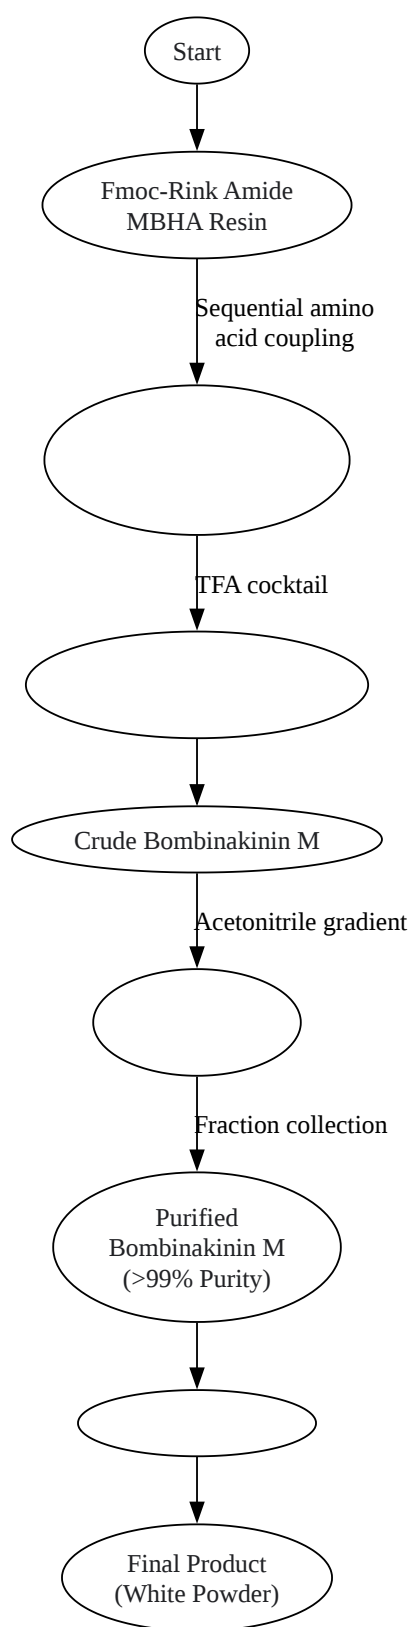 Start
Fmoc-Rink Amide
MBHA Resin
Sequential amino
acid coupling
TFA cocktail
Crude Bombinakinin M
Acetonitrile gradient
Fraction collection
Purified
Bombinakinin M
(>99% Purity)
Final Product
(White Powder)